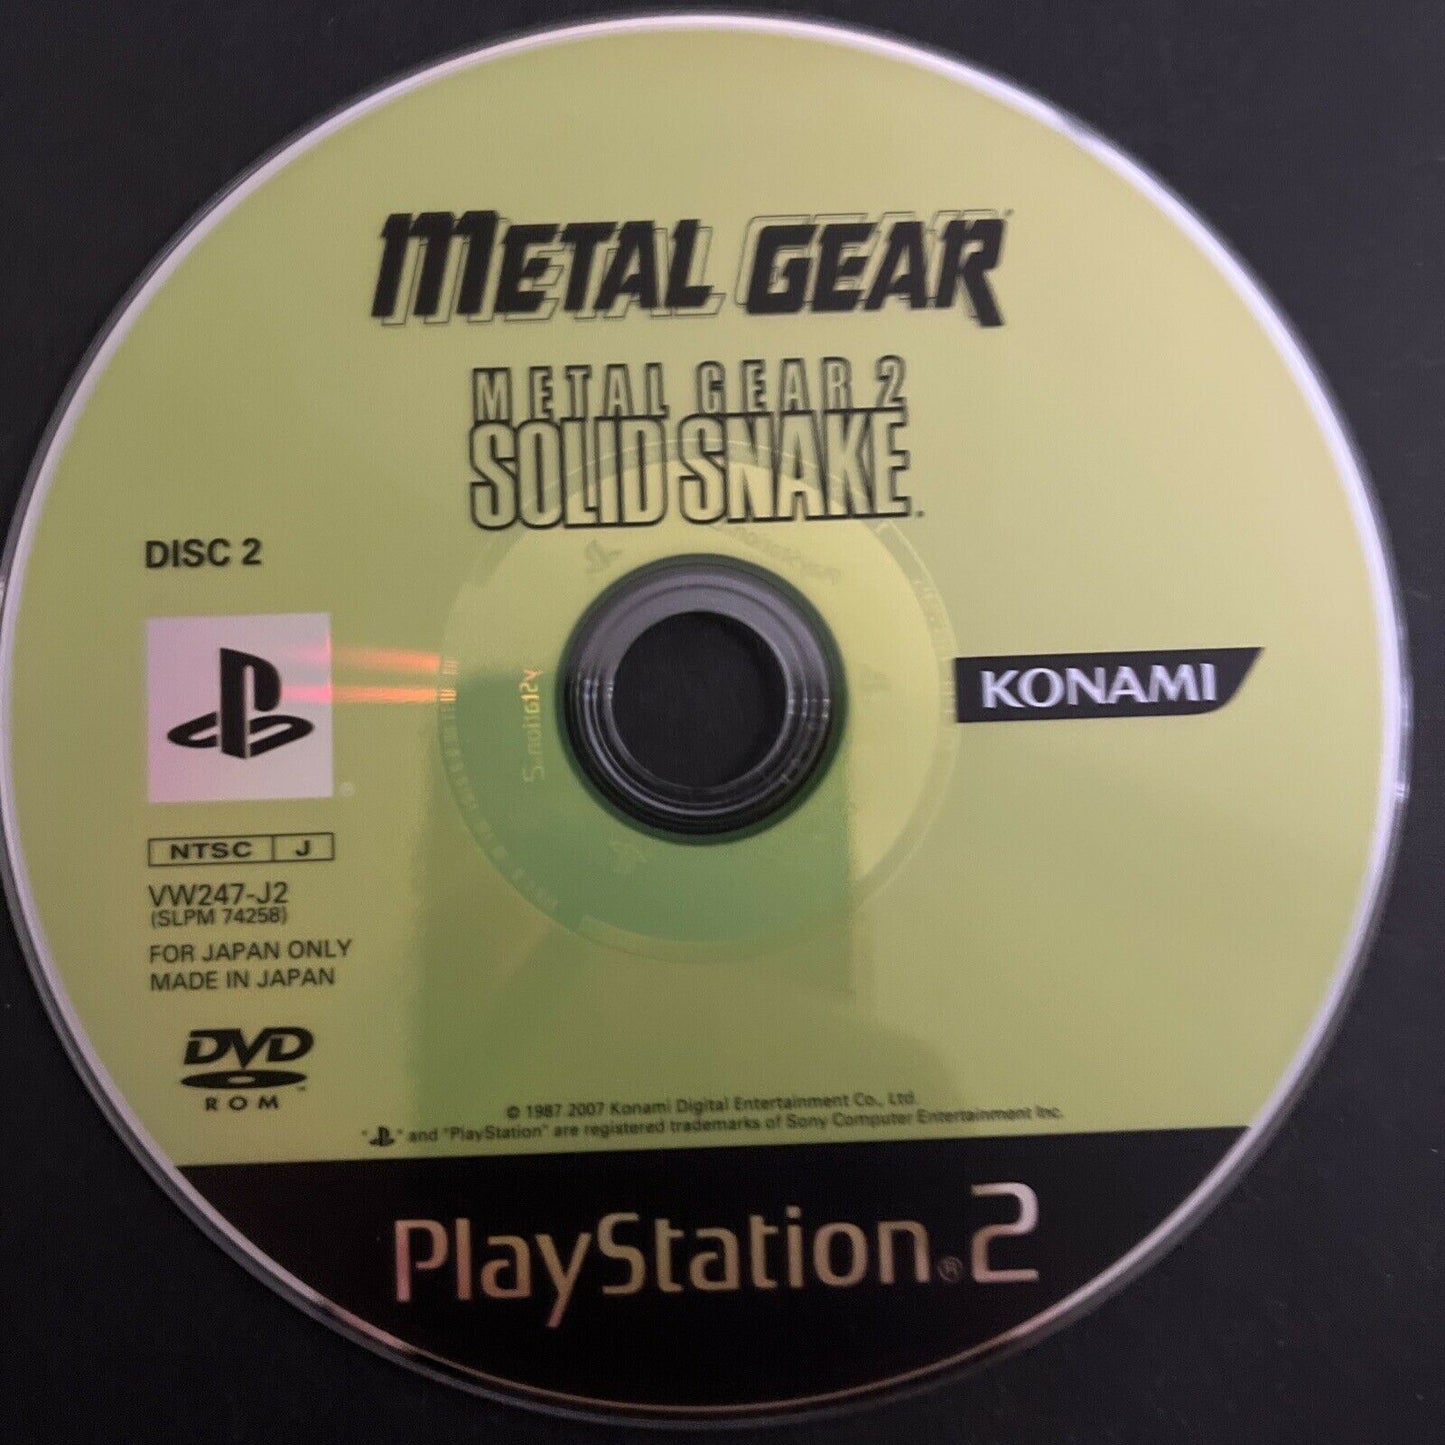 METAL GEAR
METAL GEAR 2
SOLID SNAKE
DISC 2
KONAMI
NTSC J
VW247-J2
(SLPM 74258)
FOR JAPAN ONLY
MADE IN JAPAN
DVD
ROM
© 1987 2007 Konami Digital Entertainment Co., Ltd.
" " and "PlayStation" are registered trademarks of Sony Computer Entertainment Inc.
PlayStation®2